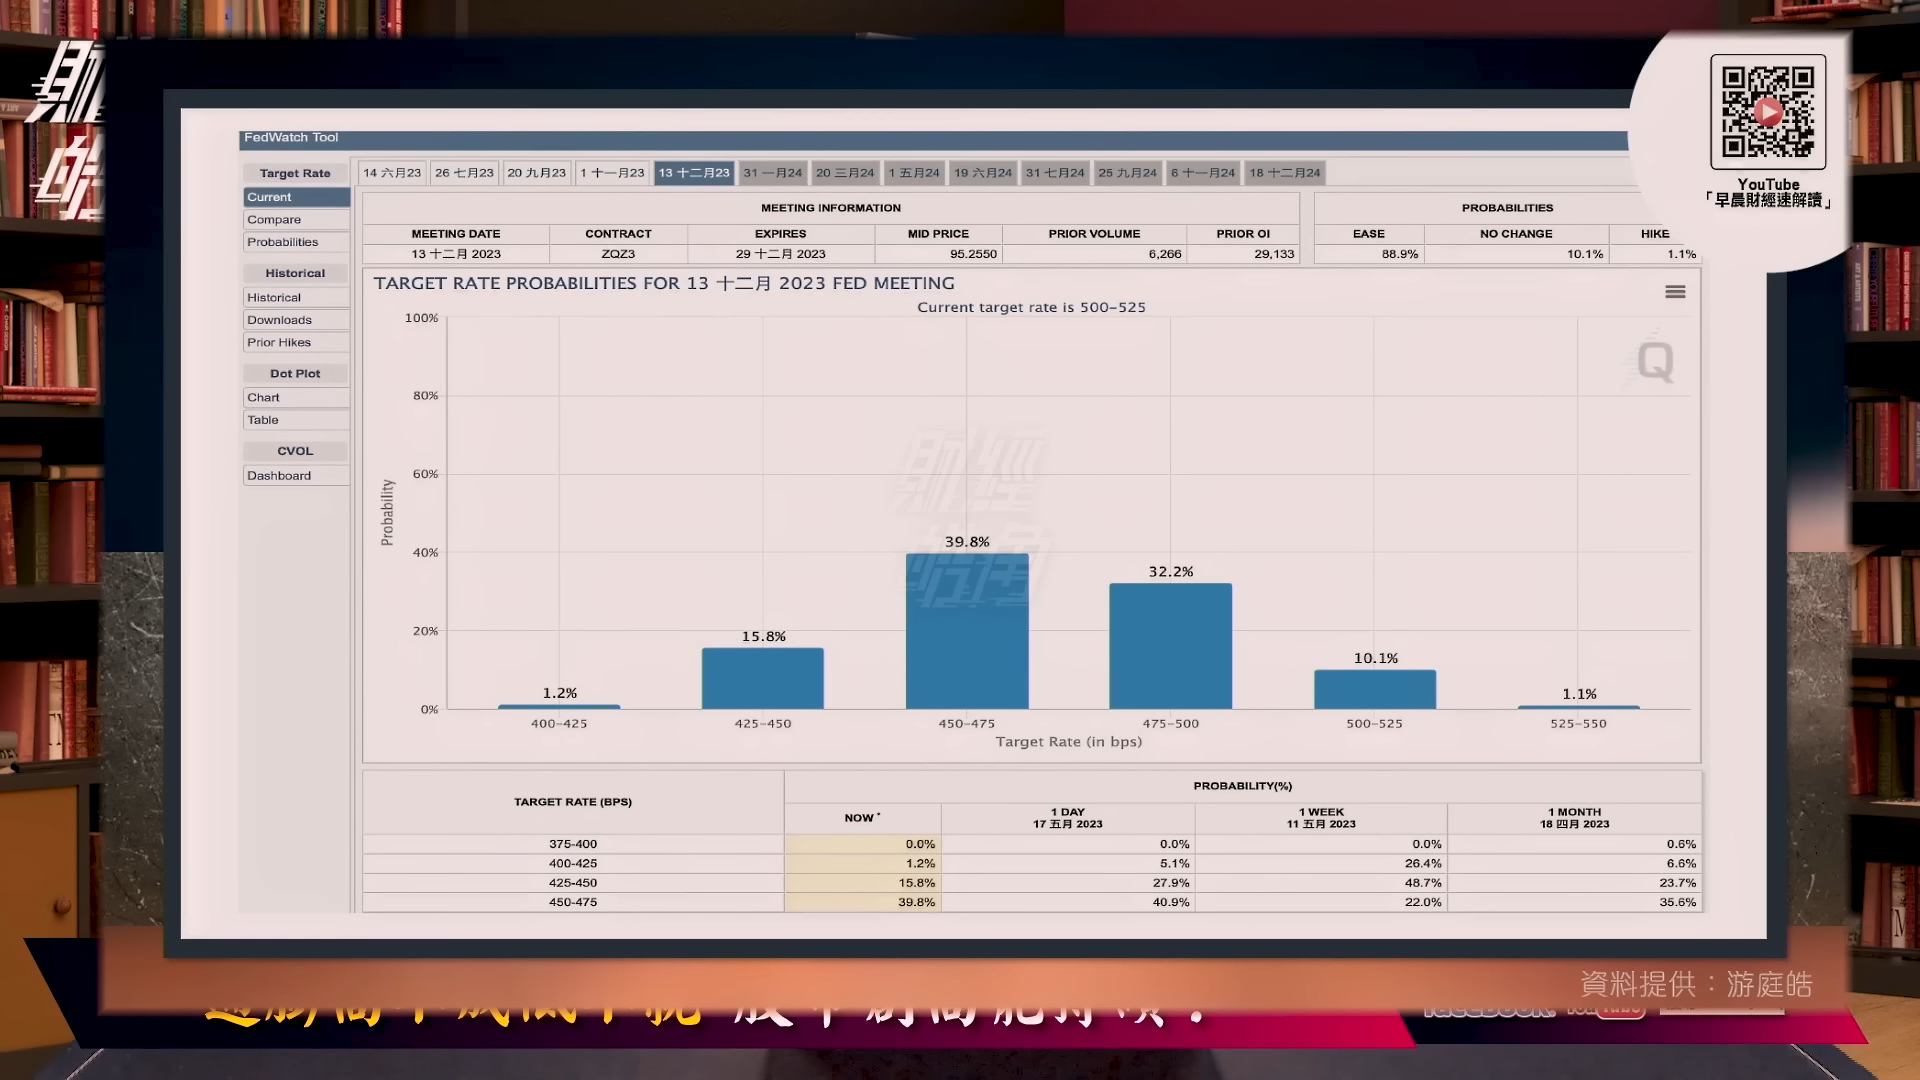 財
FedWatch Tool
YouTube
「早晨財經速解讀」
Target Rate
Current
Compare
Probabilities
Historical
Historical
Downloads
Prior Hikes
Dot Plot
Chart
Table
CVOL
Dashboard
14 六月23 26 七月23 20 九月23 1 十一月23 13 十二月23 31 一月24 20 三月24 1 五月24 19 六月24 31 七月24 25 九月24 6 十一月24 18 十二月24
MEETING INFORMATION
MEETING DATE CONTRACT EXPIRES MID PRICE PRIOR VOLUME PRIOR OI
13 十二月 2023 ZQZ3 29 十二月 2023 95.2550 6,266 29,133
PROBABILITIES
EASE NO CHANGE HIKE
88.9% 10.1% 1.1%
TARGET RATE PROBABILITIES FOR 13 十二月 2023 FED MEETING
Current target rate is 500-525
Q
100%
80%
60%
40%
20%
0%
Probability
1.2%
15.8%
39.8%
32.2%
10.1%
1.1%
400-425 425-450 450-475 475-500 500-525 525-550
Target Rate (in bps)
財經
皓角
TARGET RATE (BPS) PROBABILITY(%)
NOW * 1 DAY 17 五月 2023 1 WEEK 11 五月 2023 1 MONTH 18 四月 2023
375-400 0.0% 0.0% 0.0% 0.6%
400-425 1.2% 5.1% 26.4% 6.6%
425-450 15.8% 27.9% 48.7% 23.7%
450-475 39.8% 40.9% 22.0% 35.6%
資料提供：游庭皓